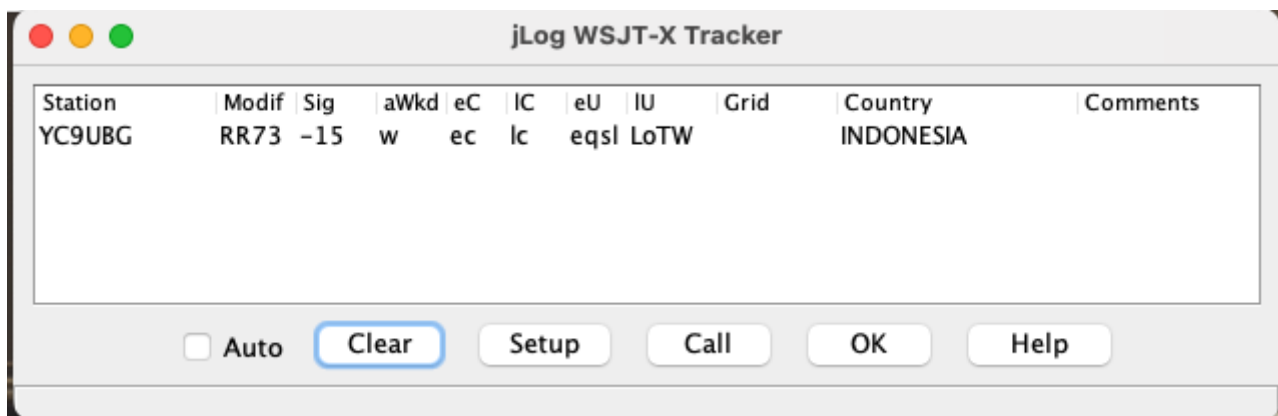 jLog WSJT-X Tracker
Station Modif Sig aWkd eC lC eU lU Grid Country Comments
YC9UBG RR73 -15 w ec lc eqsl LoTW INDONESIA
Auto Clear Setup Call OK Help